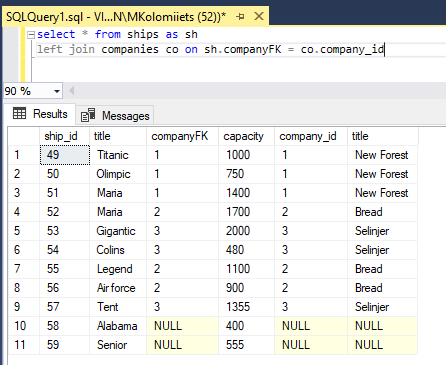 SQLQuery1.sql - VI...N\MKolomiiets (52))*
select * from ships as sh
left join companies co on sh.companyFK = co.company_id
90 %
Results Messages
ship_id title companyFK capacity company_id title
1 49 Titanic 1 1000 1 New Forest
2 50 Olimpic 1 750 1 New Forest
3 51 Maria 1 1400 1 New Forest
4 52 Maria 2 1700 2 Bread
5 53 Gigantic 3 2000 3 Selinjer
6 54 Colins 3 480 3 Selinjer
7 55 Legend 2 1100 2 Bread
8 56 Air force 2 900 2 Bread
9 57 Tent 3 1355 3 Selinjer
10 58 Alabama NULL 400 NULL NULL
11 59 Senior NULL 555 NULL NULL